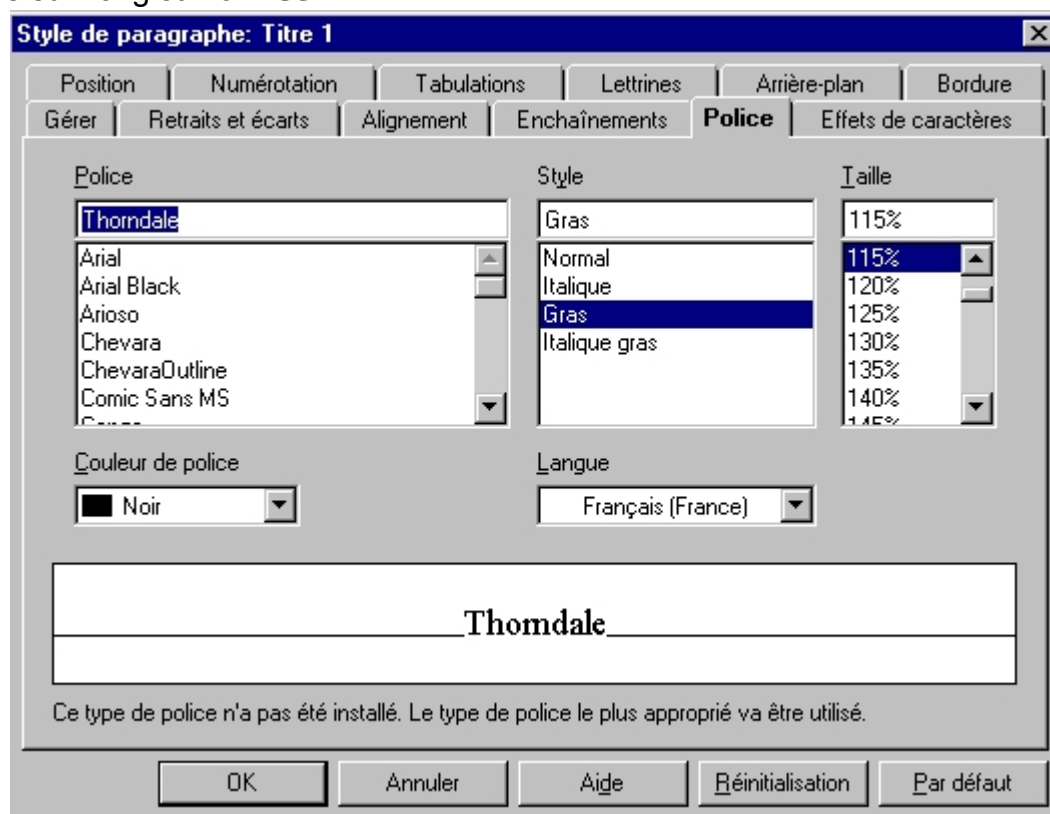 Style de paragraphe: Titre 1
Position Numérotation Tabulations Lettrines Arrière-plan Bordure
Gérer Retraits et écarts Alignement Enchaînements Police Effets de caractères
Police Style Taille
Thorndale Gras 115%
Arial Normal 115%
Arial Black Italique 120%
Arioso Gras 125%
Chevara Italique gras 130%
ChevaraOutline 135%
Comic Sans MS 140%
145%
Couleur de police Langue
Noir Français (France)
Thorndale
Ce type de police n'a pas été installé. Le type de police le plus approprié va être utilisé.
OK Annuler Aide Réinitialisation Par défaut